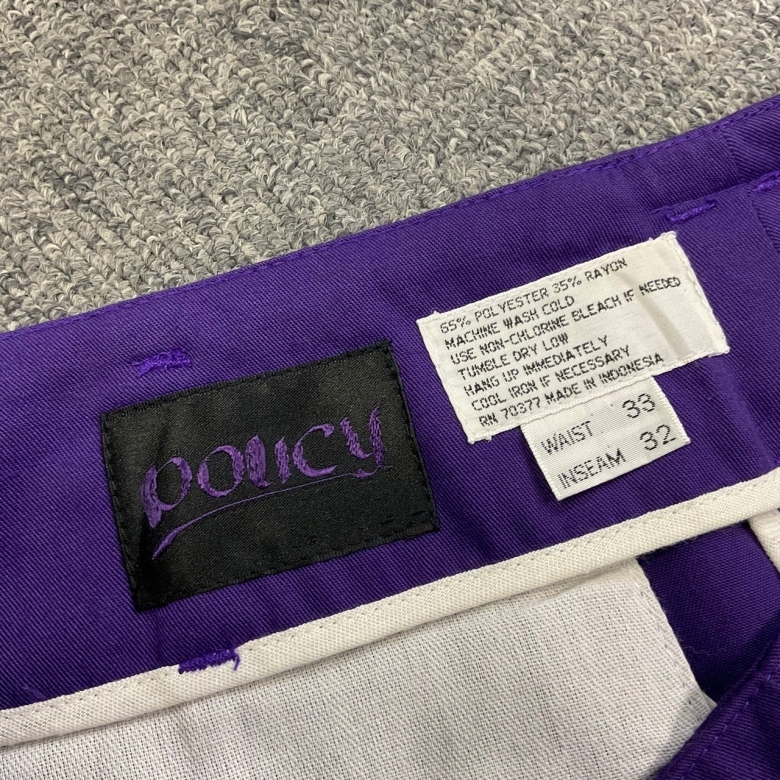 POLICY
65% POLYESTER 35% RAYON
MACHINE WASH COLD
USE NON-CHLORINE BLEACH IF NEEDED
TUMBLE DRY LOW
HANG UP IMMEDIATELY
COOL IRON IF NECESSARY
RN 70377 MADE IN INDONESIA
WAIST 33
INSEAM 32